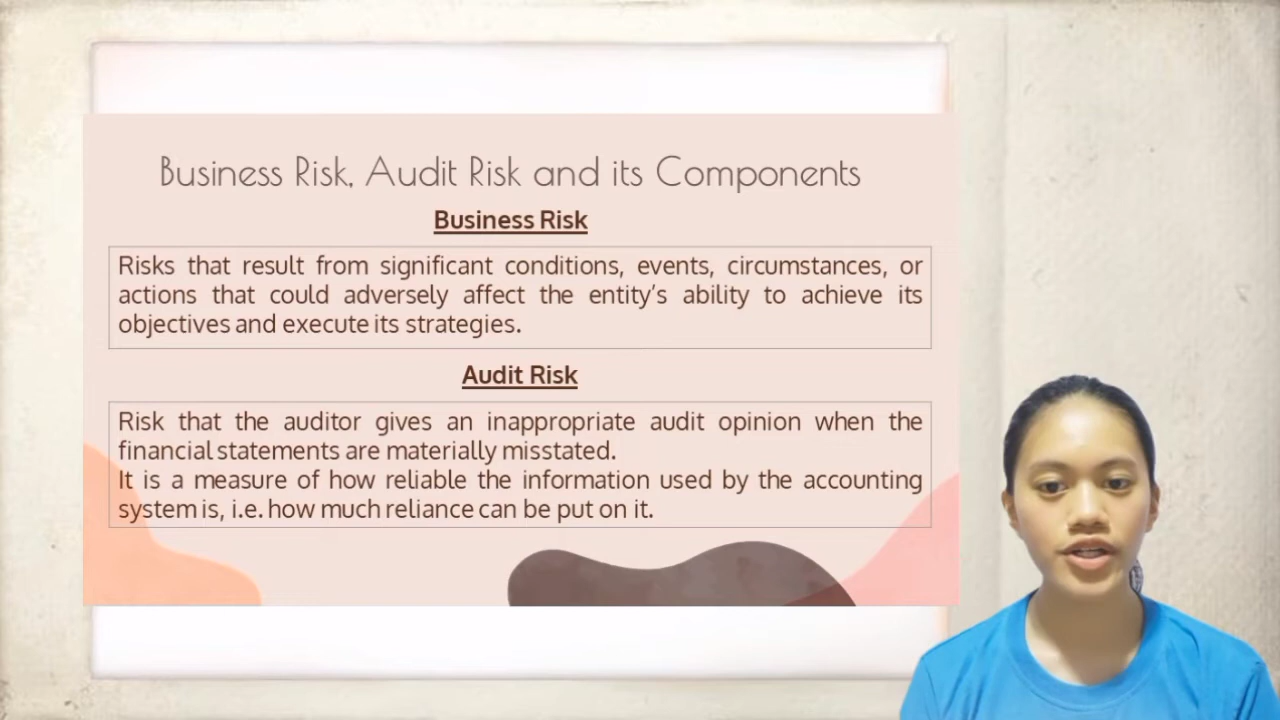 Business Risk, Audit Risk and its Components
Business Risk
Risks that result from significant conditions, events, circumstances, or
actions that could adversely affect the entity’s ability to achieve its
objectives and execute its strategies.
Audit Risk
Risk that the auditor gives an inappropriate audit opinion when the
financial statements are materially misstated.
It is a measure of how reliable the information used by the accounting
system is, i.e. how much reliance can be put on it.